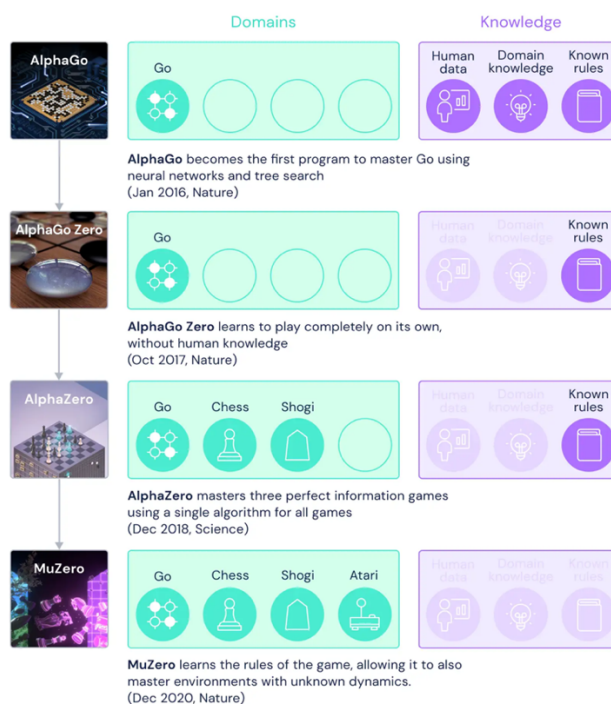 Domains
Knowledge
AlphaGo
Go
Human data
Domain knowledge
Known rules
AlphaGo becomes the first program to master Go using
neural networks and tree search
(Jan 2016, Nature)
AlphaGo Zero
Go
Human data
Domain knowledge
Known rules
AlphaGo Zero learns to play completely on its own,
without human knowledge
(Oct 2017, Nature)
AlphaZero
Go
Chess
Shogi
Human data
Domain knowledge
Known rules
AlphaZero masters three perfect information games
using a single algorithm for all games
(Dec 2018, Science)
MuZero
Go
Chess
Shogi
Atari
Human data
Domain knowledge
Known rules
MuZero learns the rules of the game, allowing it to also
master environments with unknown dynamics.
(Dec 2020, Nature)